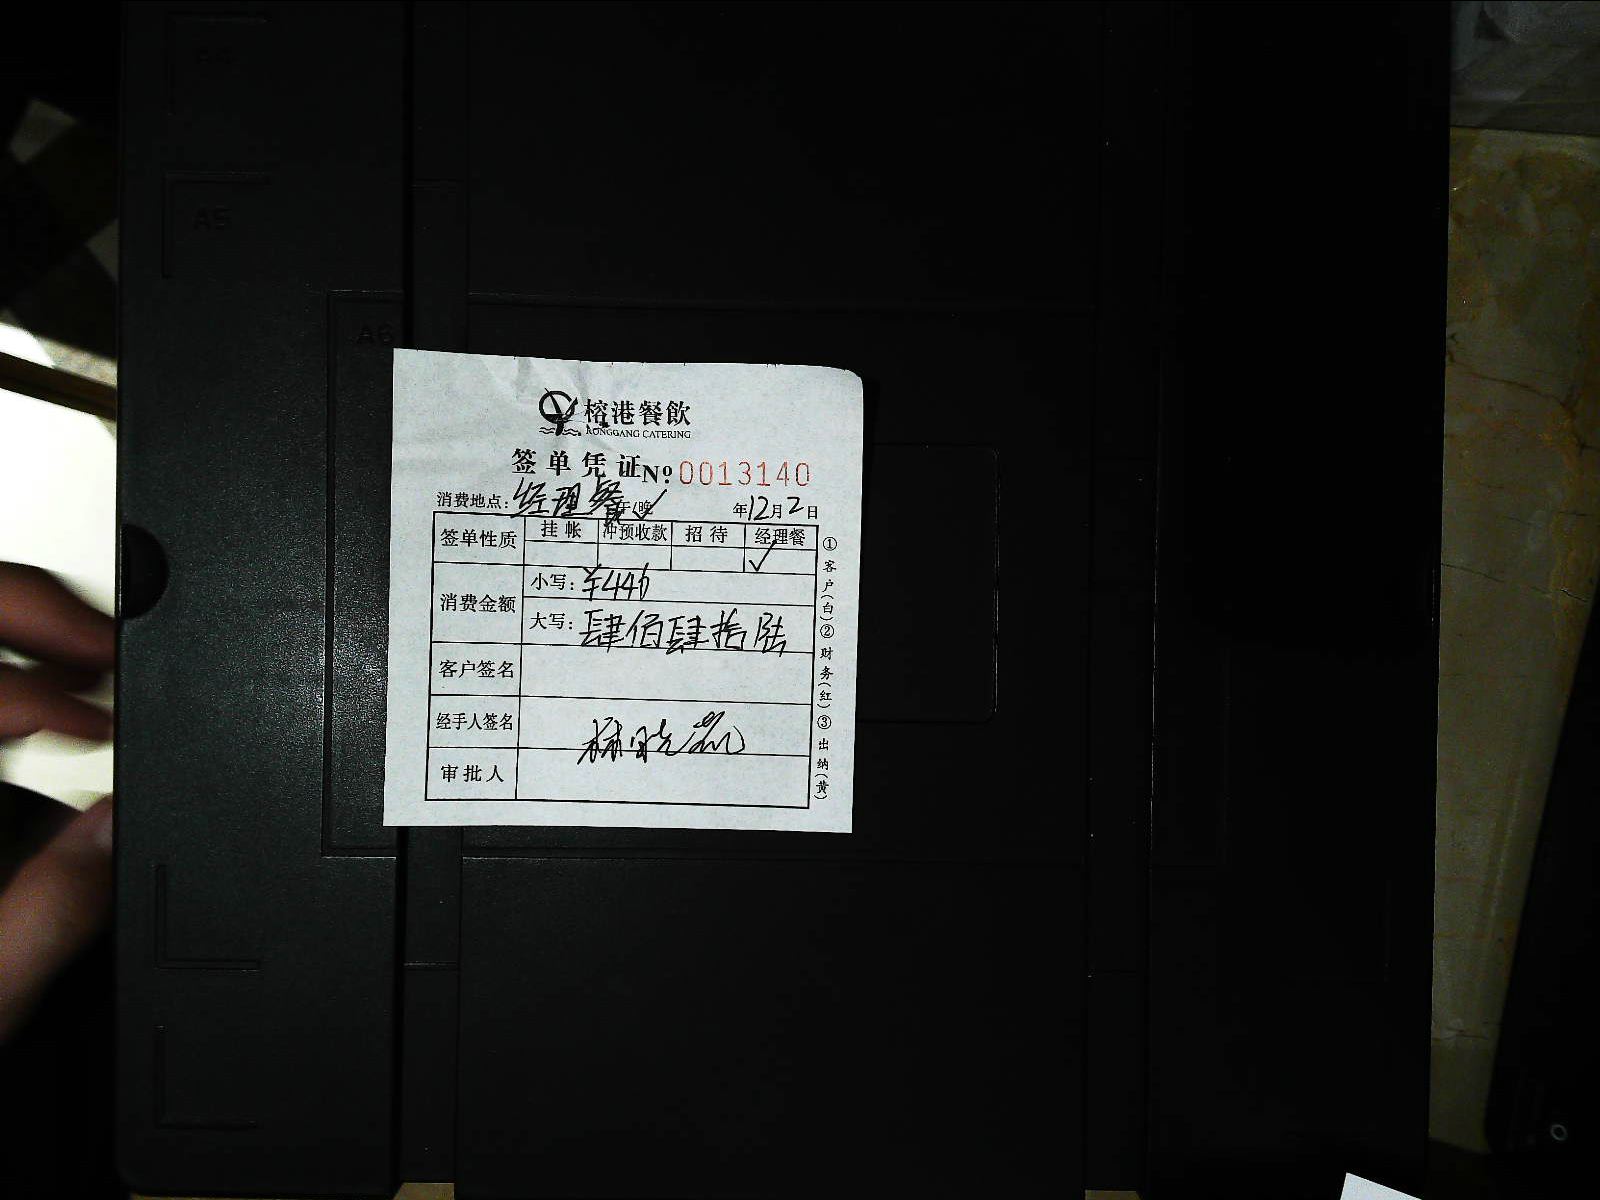 A5
A6
榕港餐飲
RONGGANG CATERING
签单凭证 №0013140
消费地点：经理餐 午/晚✓ 年12月2日
签单性质 挂帐 冲预收款 招待 经理餐
✓
消费金额 小写：¥446
大写：肆佰肆拾陆
客户签名
经手人签名
审批人
①客户(白)②财务(红)③出纳(黄)